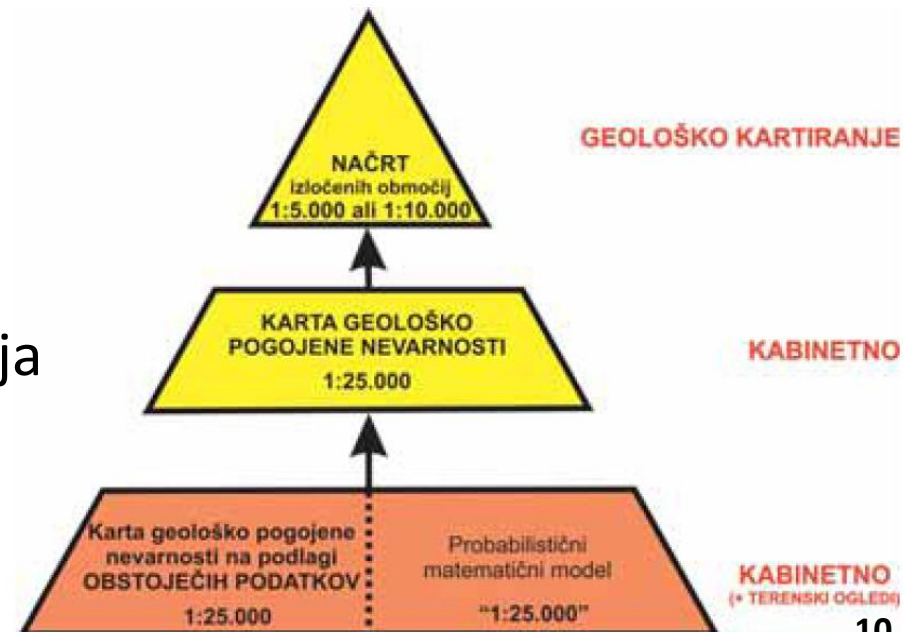 NAČRT
izločenih območij
1:5.000 ali 1:10.000
GEOLOŠKO KARTIRANJE
KARTA GEOLOŠKO
POGOJENE NEVARNOSTI
1:25.000
ja
KABINETNO
Karta geološko pogojene
nevarnosti na podlagi
OBSTOJEČIH PODATKOV
1:25.000
Probabilistični
matematični model
"1:25.000"
KABINETNO
(+ TERENSKI OGLEDI)
10